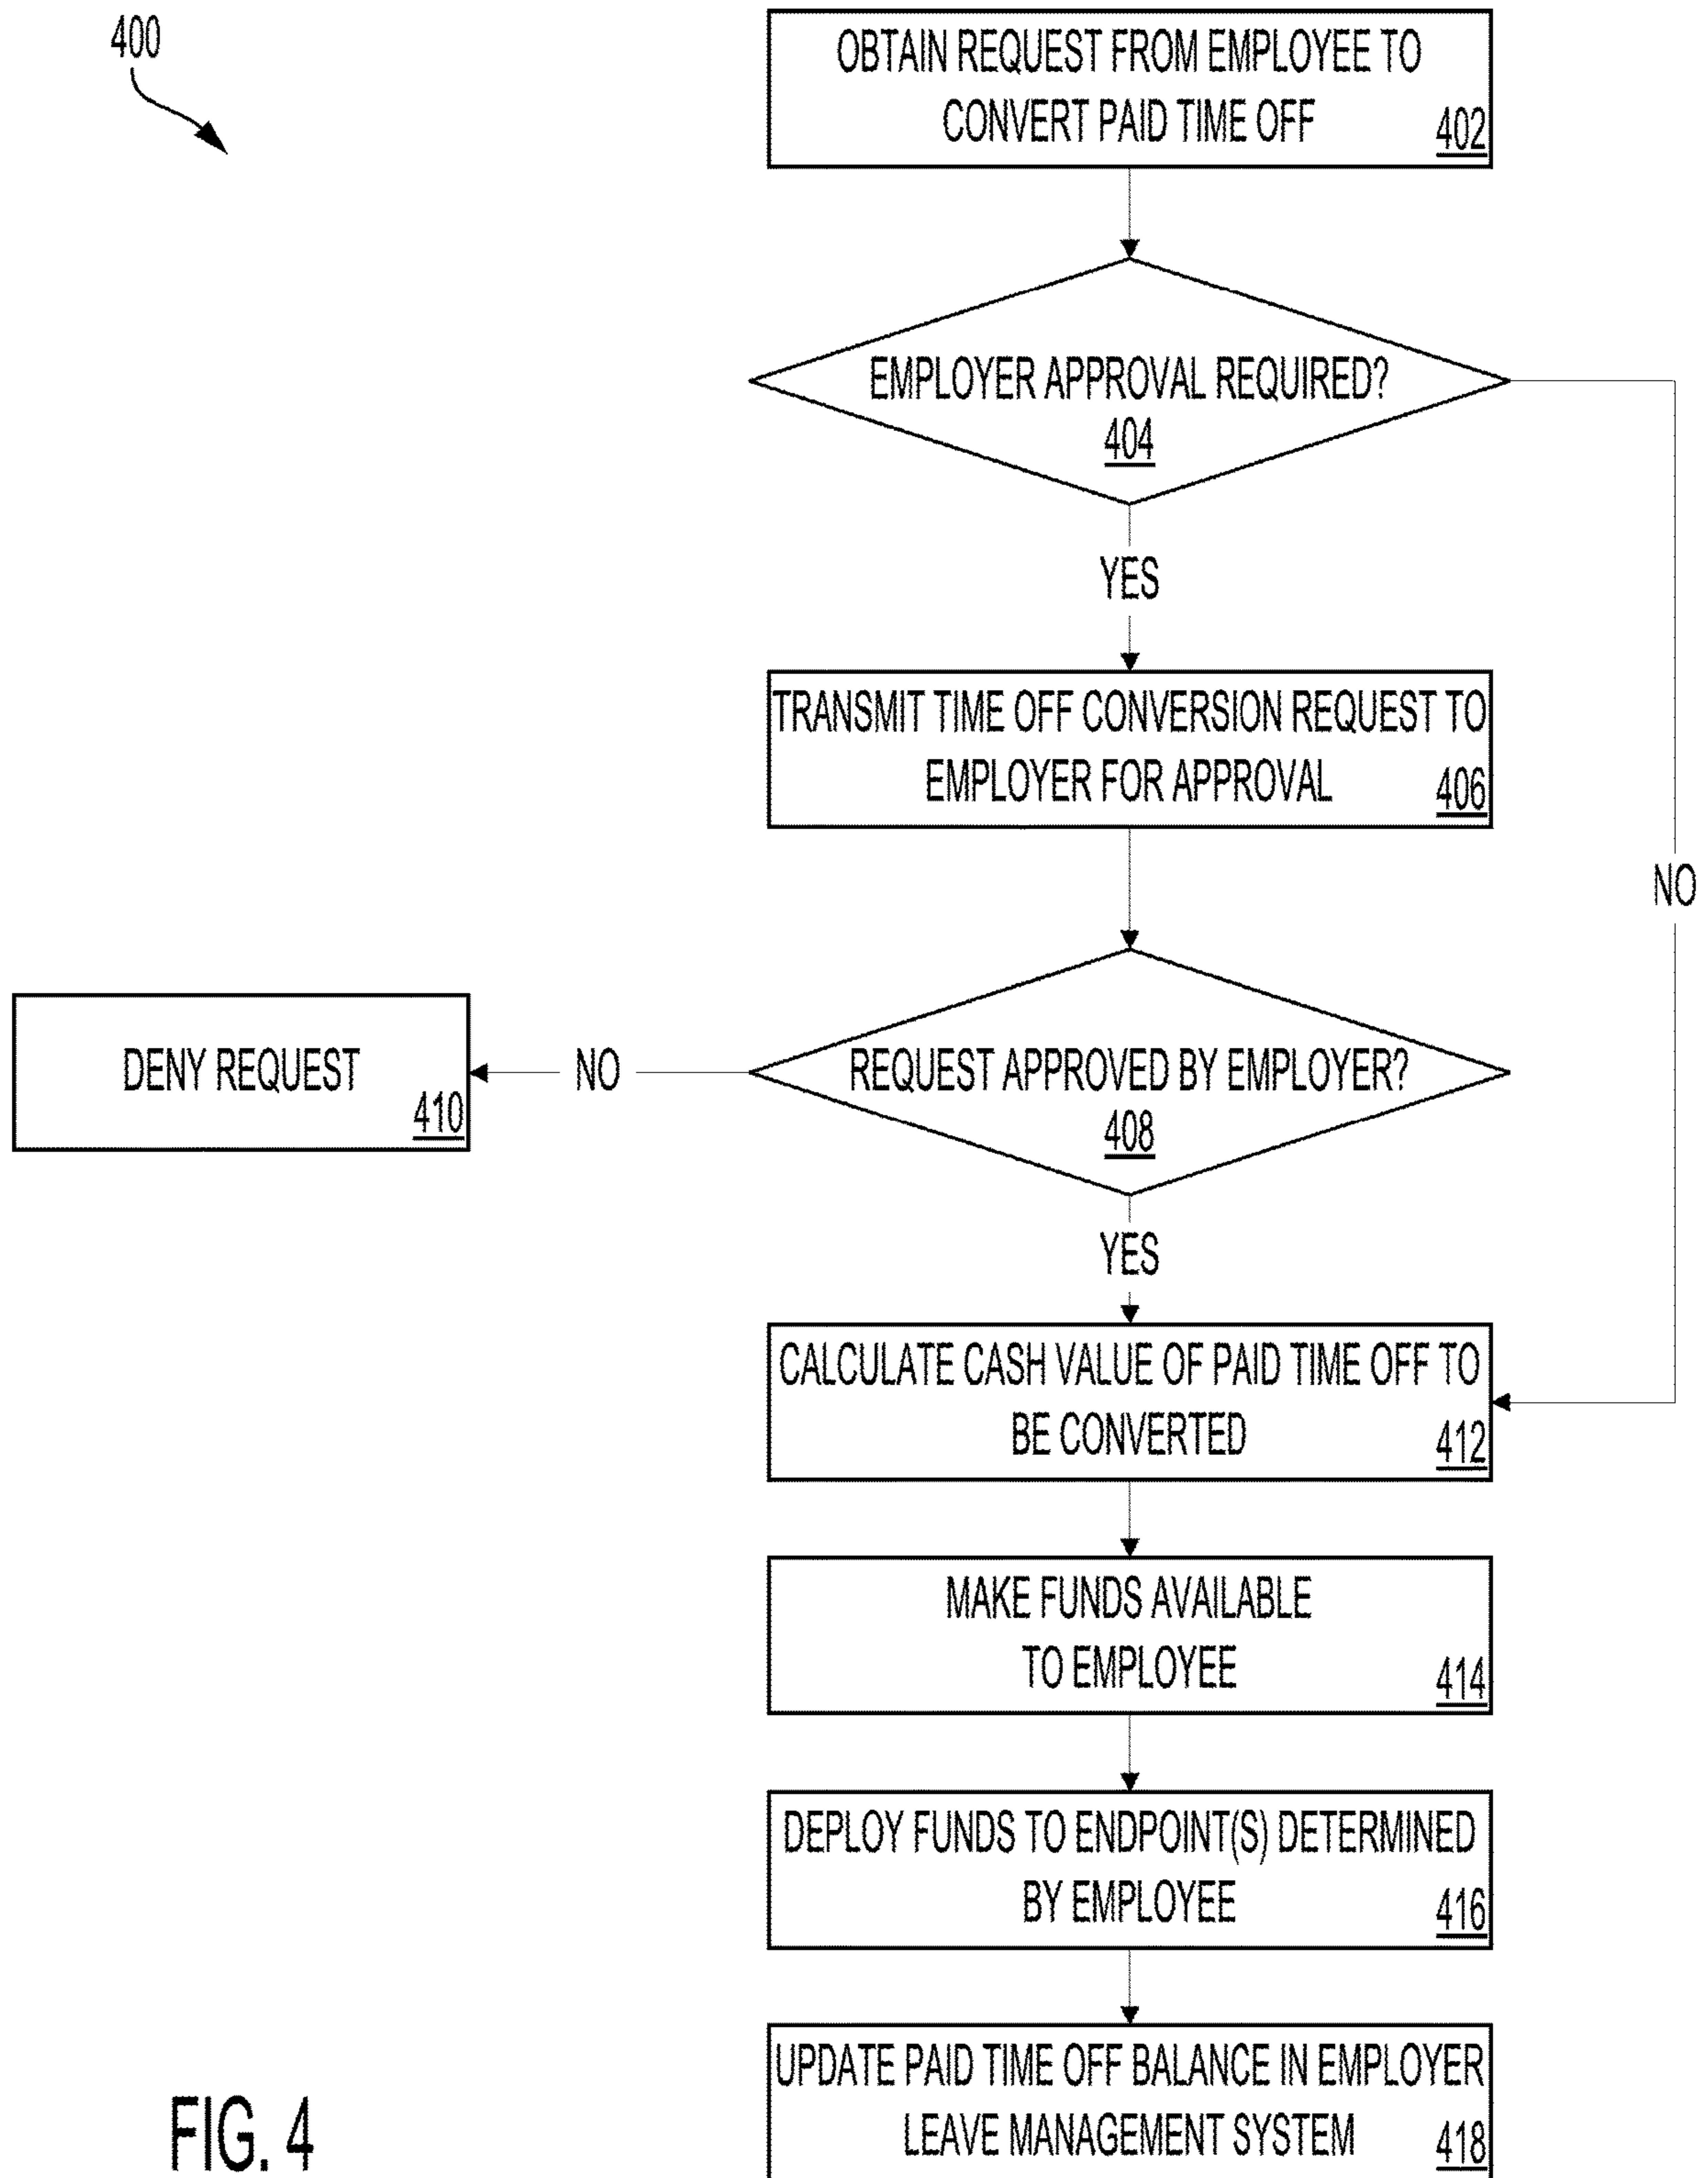 400
OBTAIN REQUEST FROM EMPLOYEE TO
CONVERT PAID TIME OFF
402
EMPLOYER APPROVAL REQUIRED?
404
YES
NO
TRANSMIT TIME OFF CONVERSION REQUEST TO
EMPLOYER FOR APPROVAL
406
REQUEST APPROVED BY EMPLOYER?
408
NO
DENY REQUEST
410
YES
CALCULATE CASH VALUE OF PAID TIME OFF TO
BE CONVERTED
412
MAKE FUNDS AVAILABLE
TO EMPLOYEE
414
DEPLOY FUNDS TO ENDPOINT(S) DETERMINED
BY EMPLOYEE
416
UPDATE PAID TIME OFF BALANCE IN EMPLOYER
LEAVE MANAGEMENT SYSTEM
418
FIG. 4